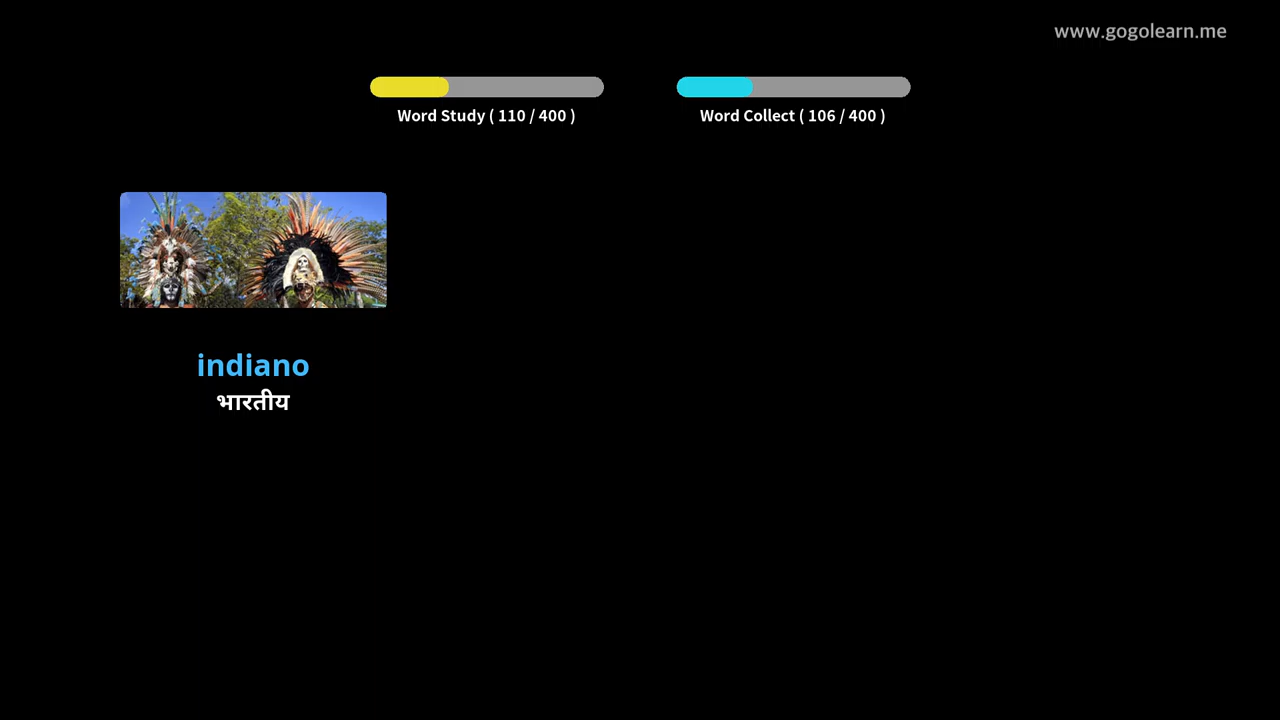 www.gogolearn.me
Word Study ( 110 / 400 )
Word Collect ( 106 / 400 )
indiano
भारतीय